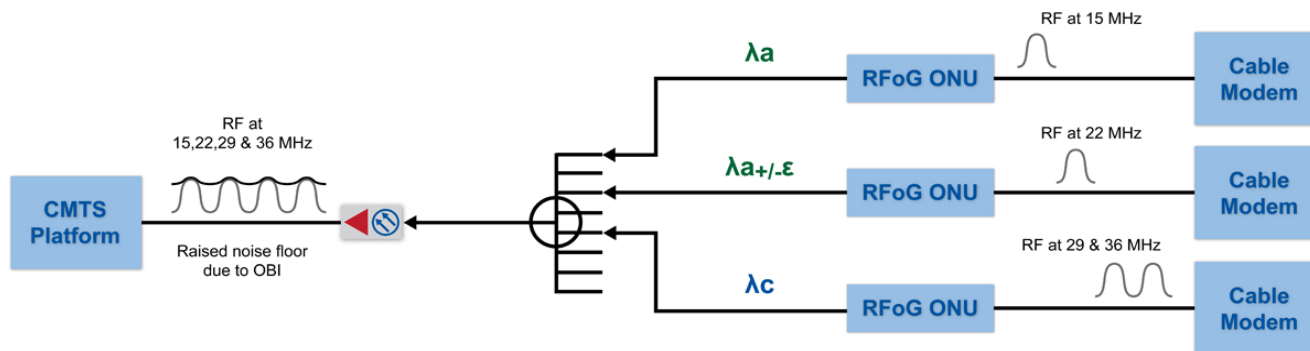 RF at 15 MHz
λa
RFoG ONU
Cable
Modem
RF at
15,22,29 & 36 MHz
RF at 22 MHz
λa+/-ε
RFoG ONU
Cable
Modem
CMTS
Platform
Raised noise floor
due to OBI
RF at 29 & 36 MHz
λc
RFoG ONU
Cable
Modem